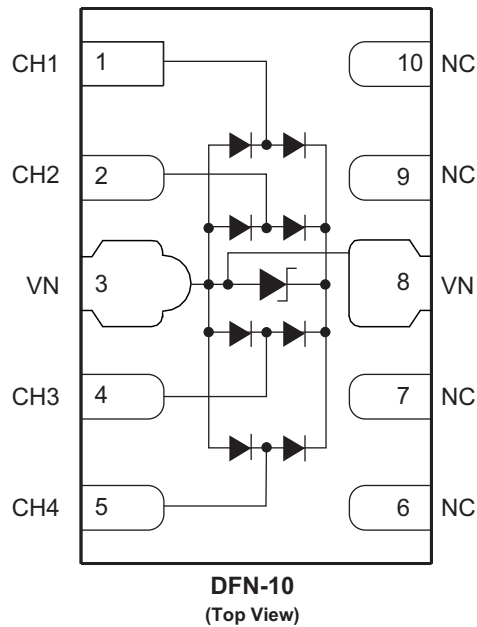 CH1 1 10 NC
CH2 2 9 NC
VN 3 8 VN
CH3 4 7 NC
CH4 5 6 NC
DFN-10
(Top View)